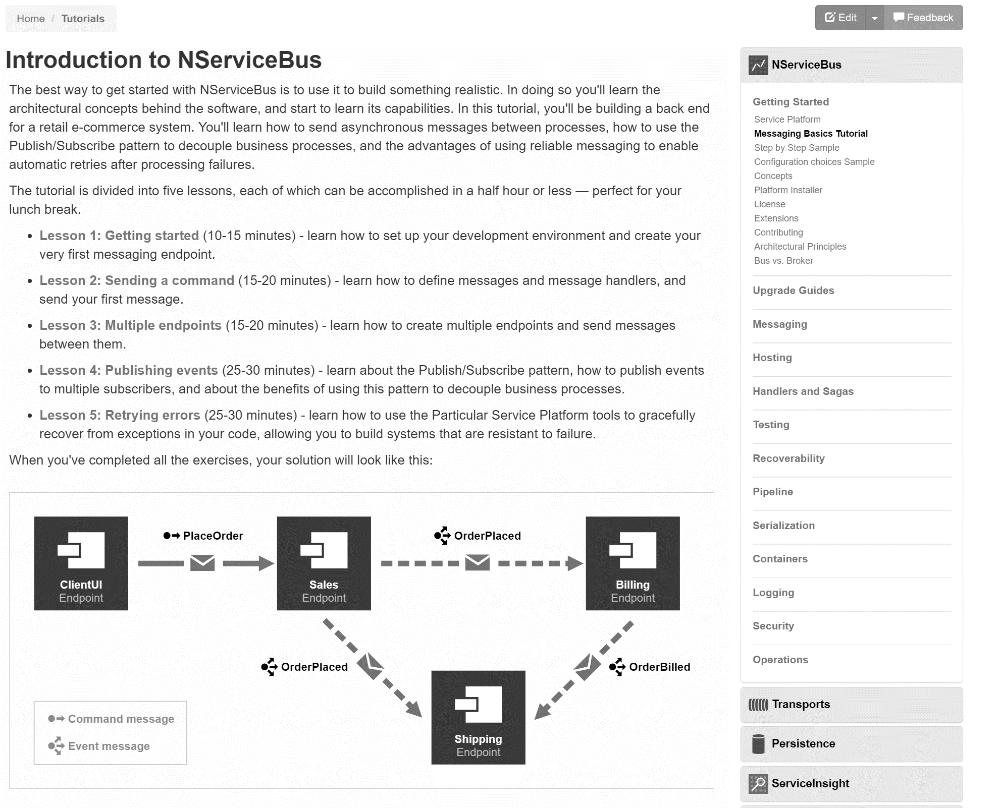 Home / Tutorials
Edit
Feedback
Introduction to NServiceBus
The best way to get started with NServiceBus is to use it to build something realistic. In doing so you'll learn the
architectural concepts behind the software, and start to learn its capabilities. In this tutorial, you'll be building a back end
for a retail e-commerce system. You'll learn how to send asynchronous messages between processes, how to use the
Publish/Subscribe pattern to decouple business processes, and the advantages of using reliable messaging to enable
automatic retries after processing failures.
The tutorial is divided into five lessons, each of which can be accomplished in a half hour or less — perfect for your
lunch break.
• Lesson 1: Getting started (10-15 minutes) - learn how to set up your development environment and create your
very first messaging endpoint.
• Lesson 2: Sending a command (15-20 minutes) - learn how to define messages and message handlers, and
send your first message.
• Lesson 3: Multiple endpoints (15-20 minutes) - learn how to create multiple endpoints and send messages
between them.
• Lesson 4: Publishing events (25-30 minutes) - learn about the Publish/Subscribe pattern, how to publish events
to multiple subscribers, and about the benefits of using this pattern to decouple business processes.
• Lesson 5: Retrying errors (25-30 minutes) - learn how to use the Particular Service Platform tools to gracefully
recover from exceptions in your code, allowing you to build systems that are resistant to failure.
When you've completed all the exercises, your solution will look like this:
PlaceOrder
OrderPlaced
ClientUI
Endpoint
Sales
Endpoint
Billing
Endpoint
OrderPlaced
OrderBilled
Shipping
Endpoint
Command message
Event message
NServiceBus
Getting Started
Service Platform
Messaging Basics Tutorial
Step by Step Sample
Configuration choices Sample
Concepts
Platform Installer
License
Extensions
Contributing
Architectural Principles
Bus vs. Broker
Upgrade Guides
Messaging
Hosting
Handlers and Sagas
Testing
Recoverability
Pipeline
Serialization
Containers
Logging
Security
Operations
Transports
Persistence
ServiceInsight